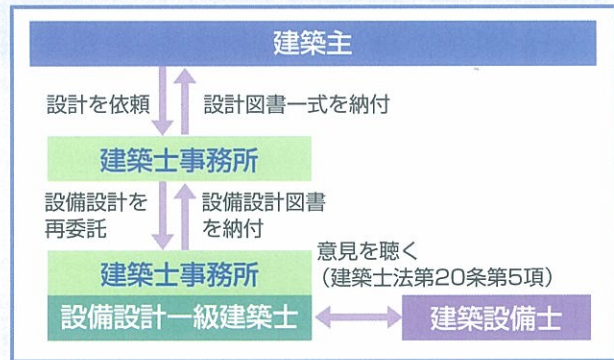 建築主
設計を依頼
設計図書一式を納付
建築士事務所
設備設計を
再委託
設備設計図書
を納付
意見を聴く
(建築士法第20条第5項)
建築士事務所
設備設計一級建築士
建築設備士